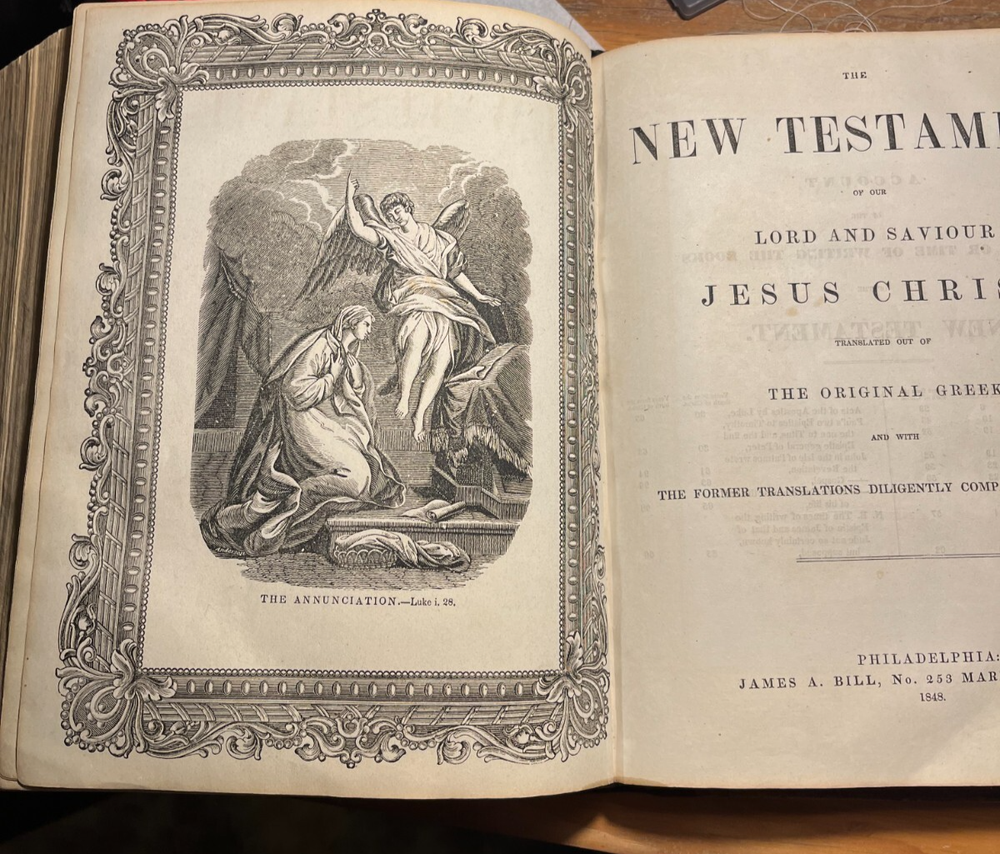 THE ANNUNCIATION.—Luke i. 28.
THE
NEW TESTAM
OF OUR
LORD AND SAVIOUR
JESUS CHRIS
TRANSLATED OUT OF
THE ORIGINAL GREEK
AND WITH
THE FORMER TRANSLATIONS DILIGENTLY COMP
PHILADELPHIA:
JAMES A. BILL, No. 253 MAR
1848.